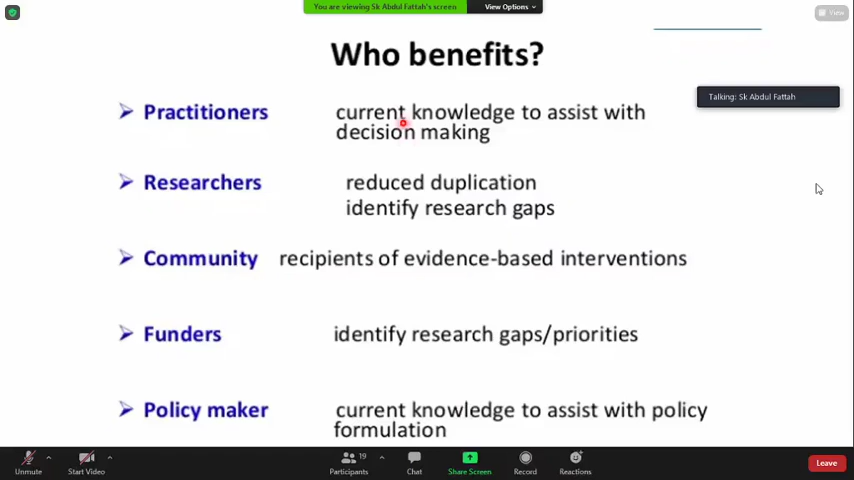 You are viewing Sk Abdul Fattah's screen View Options
View
Who benefits?
Talking: Sk Abdul Fattah
Practitioners current knowledge to assist with
decision making
Researchers reduced duplication
identify research gaps
Community recipients of evidence-based interventions
Funders identify research gaps/priorities
Policy maker current knowledge to assist with policy
formulation
Unmute Start Video Participants 19 Chat Share Screen Record Reactions Leave